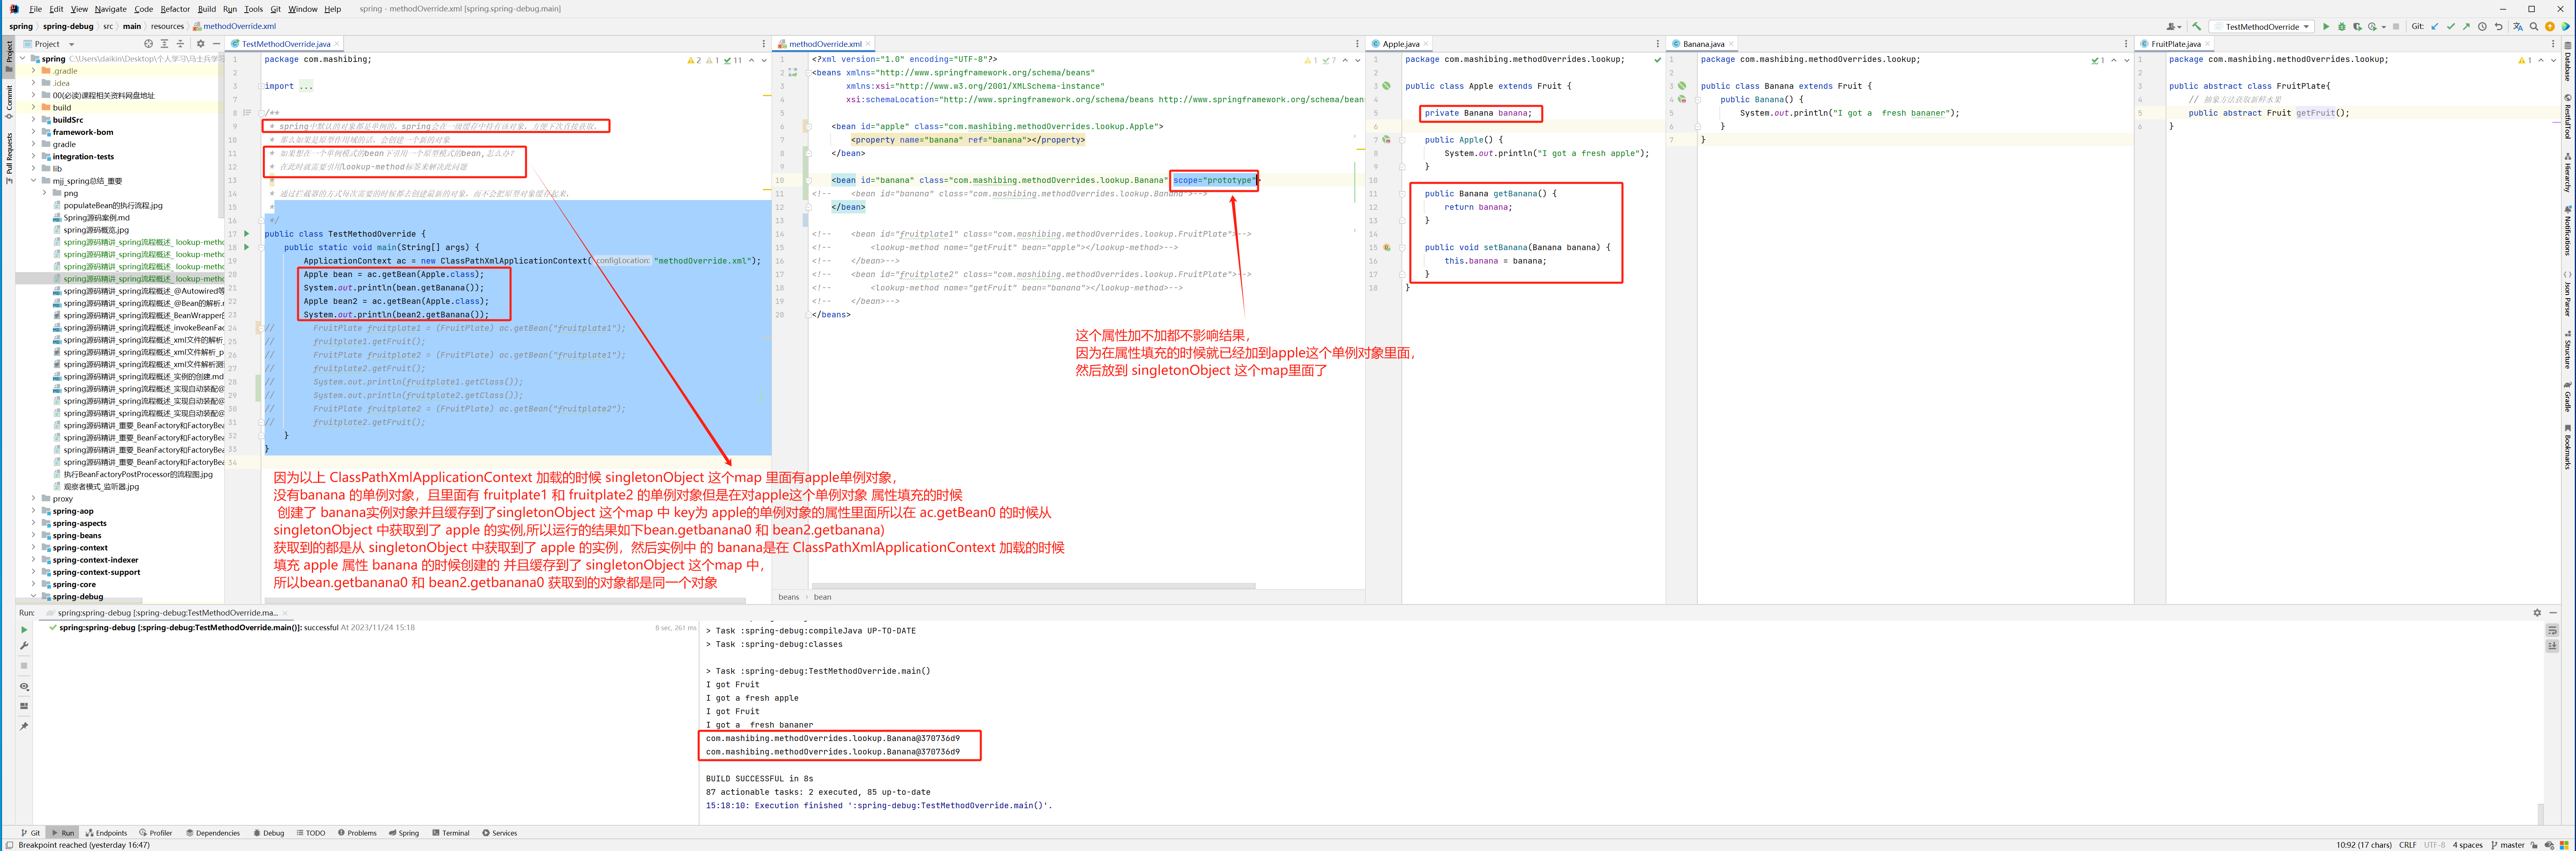 File Edit View Navigate Code Refactor Build Run Tools Git Window Help spring - methodOverride.xml [spring.spring-debug.main]
spring › spring-debug › src › main › resources › methodOverride.xml
TestMethodOverride
Git:
Project
TestMethodOverride.java
methodOverride.xml
Apple.java
Banana.java
FruitPlate.java
spring
.gradle
.idea
00(必读)课程相关资料网盘地址
build
buildSrc
framework-bom
gradle
integration-tests
lib
mjj_spring总结_重要
png
populateBean的执行流程.jpg
Spring源码案例.md
spring源码概览.jpg
spring源码精讲_spring流程概述_ lookup-metho
spring源码精讲_spring流程概述_ lookup-metho
spring源码精讲_spring流程概述_ lookup-metho
spring源码精讲_spring流程概述_ lookup-metho
spring源码精讲_spring流程概述_@Autowired等
spring源码精讲_spring流程概述_@Bean的解析.r
spring源码精讲_spring流程概述_BeanWrapper的
spring源码精讲_spring流程概述_invokeBeanFac
spring源码精讲_spring流程概述_xml文件的解析_
spring源码精讲_spring流程概述_xml文件解析_p
spring源码精讲_spring流程概述_xml文件解析测
spring源码精讲_spring流程概述_实例的创建.md
spring源码精讲_spring流程概述_实现自动装配@
spring源码精讲_spring流程概述_实现自动装配@
spring源码精讲_spring流程概述_实现自动装配@
spring源码精讲_重要_BeanFactory和FactoryBe
spring源码精讲_重要_BeanFactory和FactoryBea
spring源码精讲_重要_BeanFactory和FactoryBea
spring源码精讲_重要_BeanFactory和FactoryBea
执行BeanFactoryPostProcessor的流程图.jpg
观察者模式_监听器.jpg
proxy
spring-aop
spring-aspects
spring-beans
spring-context
spring-context-indexer
spring-context-support
spring-core
spring-debug
package com.mashibing;
import ...
/**
* spring中默认的对象都是单例的，spring会在一级缓存中持有该对象，方便下次直接获取，
* 那么如果是原型作用域的话，会创建一个新的对象
* 如果想在一个单例模式的bean下引用一个原型模式的bean,怎么办？
* 在此时就需要引用lookup-method标签来解决此问题
*
* 通过拦截器的方式每次需要的时候都去创建最新的对象，而不会把原型对象缓存起来，
*
*/
public class TestMethodOverride {
public static void main(String[] args) {
ApplicationContext ac = new ClassPathXmlApplicationContext( configLocation: "methodOverride.xml");
Apple bean = ac.getBean(Apple.class);
System.out.println(bean.getBanana());
Apple bean2 = ac.getBean(Apple.class);
System.out.println(bean2.getBanana());
// FruitPlate fruitplate1 = (FruitPlate) ac.getBean("fruitplate1");
// fruitplate1.getFruit();
// FruitPlate fruitplate2 = (FruitPlate) ac.getBean("fruitplate1");
// fruitplate2.getFruit();
// System.out.println(fruitplate1.getClass());
// System.out.println(fruitplate2.getClass());
// FruitPlate fruitplate2 = (FruitPlate) ac.getBean("fruitplate2");
// fruitplate2.getFruit();
}
}
因为以上 ClassPathXmlApplicationContext 加载的时候 singletonObject 这个map 里面有apple单例对象，
没有banana 的单例对象，且里面有 fruitplate1 和 fruitplate2 的单例对象但是在对apple这个单例对象 属性填充的时候
创建了 banana实例对象并且缓存到了singletonObject 这个map 中 key为 apple的单例对象的属性里面所以在 ac.getBean0 的时候从
singletonObject 中获取到了 apple 的实例,所以运行的结果如下bean.getbanana0 和 bean2.getbanana)
获取到的都是从 singletonObject 中获取到了 apple 的实例，然后实例中 的 banana是在 ClassPathXmlApplicationContext 加载的时候
填充 apple 属性 banana 的时候创建的 并且缓存到了 singletonObject 这个map 中，
所以bean.getbanana0 和 bean2.getbanana0 获取到的对象都是同一个对象
<?xml version="1.0" encoding="UTF-8"?>
<beans xmlns="http://www.springframework.org/schema/beans"
xmlns:xsi="http://www.w3.org/2001/XMLSchema-instance"
xsi:schemaLocation="http://www.springframework.org/schema/beans http://www.springframework.org/schema/bean
<bean id="apple" class="com.mashibing.methodOverrides.lookup.Apple">
<property name="banana" ref="banana"></property>
</bean>
<bean id="banana" class="com.mashibing.methodOverrides.lookup.Banana" scope="prototype">
<!-- <bean id="banana" class="com.mashibing.methodOverrides.lookup.Banana">-->
</bean>
<!-- <bean id="fruitplate1" class="com.mashibing.methodOverrides.lookup.FruitPlate">-->
<!-- <lookup-method name="getFruit" bean="apple"></lookup-method>-->
<!-- </bean>-->
<!-- <bean id="fruitplate2" class="com.mashibing.methodOverrides.lookup.FruitPlate">-->
<!-- <lookup-method name="getFruit" bean="banana"></lookup-method>-->
<!-- </bean>-->
</beans>
这个属性加不加都不影响结果，
因为在属性填充的时候就已经加到apple这个单例对象里面，
然后放到 singletonObject 这个map里面了
beans › bean
package com.mashibing.methodOverrides.lookup;
public class Apple extends Fruit {
private Banana banana;
public Apple() {
System.out.println("I got a fresh apple");
}
public Banana getBanana() {
return banana;
}
public void setBanana(Banana banana) {
this.banana = banana;
}
}
package com.mashibing.methodOverrides.lookup;
public class Banana extends Fruit {
public Banana() {
System.out.println("I got a  fresh bananer");
}
}
package com.mashibing.methodOverrides.lookup;
public abstract class FruitPlate{
// 抽象方法获取新鲜水果
public abstract Fruit getFruit();
}
Run: spring:spring-debug [:spring-debug:TestMethodOverride.ma...
spring:spring-debug [:spring-debug:TestMethodOverride.main()]: successful At 2023/11/24 15:18 8 sec, 261 ms
> Task :spring-debug:compileJava UP-TO-DATE
> Task :spring-debug:classes
> Task :spring-debug:TestMethodOverride.main()
I got Fruit
I got a fresh apple
I got Fruit
I got a  fresh bananer
com.mashibing.methodOverrides.lookup.Banana@370736d9
com.mashibing.methodOverrides.lookup.Banana@370736d9
BUILD SUCCESSFUL in 8s
87 actionable tasks: 2 executed, 85 up-to-date
15:18:10: Execution finished ':spring-debug:TestMethodOverride.main()'.
Git Run Endpoints Profiler Dependencies Debug TODO Problems Spring Terminal Services
Breakpoint reached (yesterday 16:47)
10:92 (17 chars) CRLF UTF-8 4 spaces master
Project
Commit
Pull Requests
Database
RestfulTool
Hierarchy
Notifications
Json Parser
Structure
Gradle
Bookmarks